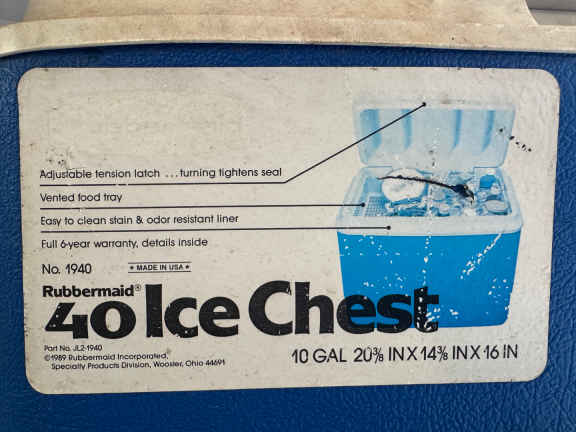 Adjustable tension latch ... turning tightens seal
Vented food tray
Easy to clean stain & odor resistant liner
Full 6-year warranty, details inside
No. 1940 ★ MADE IN USA ★
Rubbermaid®
40 Ice Chest
Part No. JL2-1940
©1989 Rubbermaid Incorporated,
Specialty Products Division, Wooster, Ohio 44691
10 GAL 20⅜ IN X 14⅜ IN X 16 IN